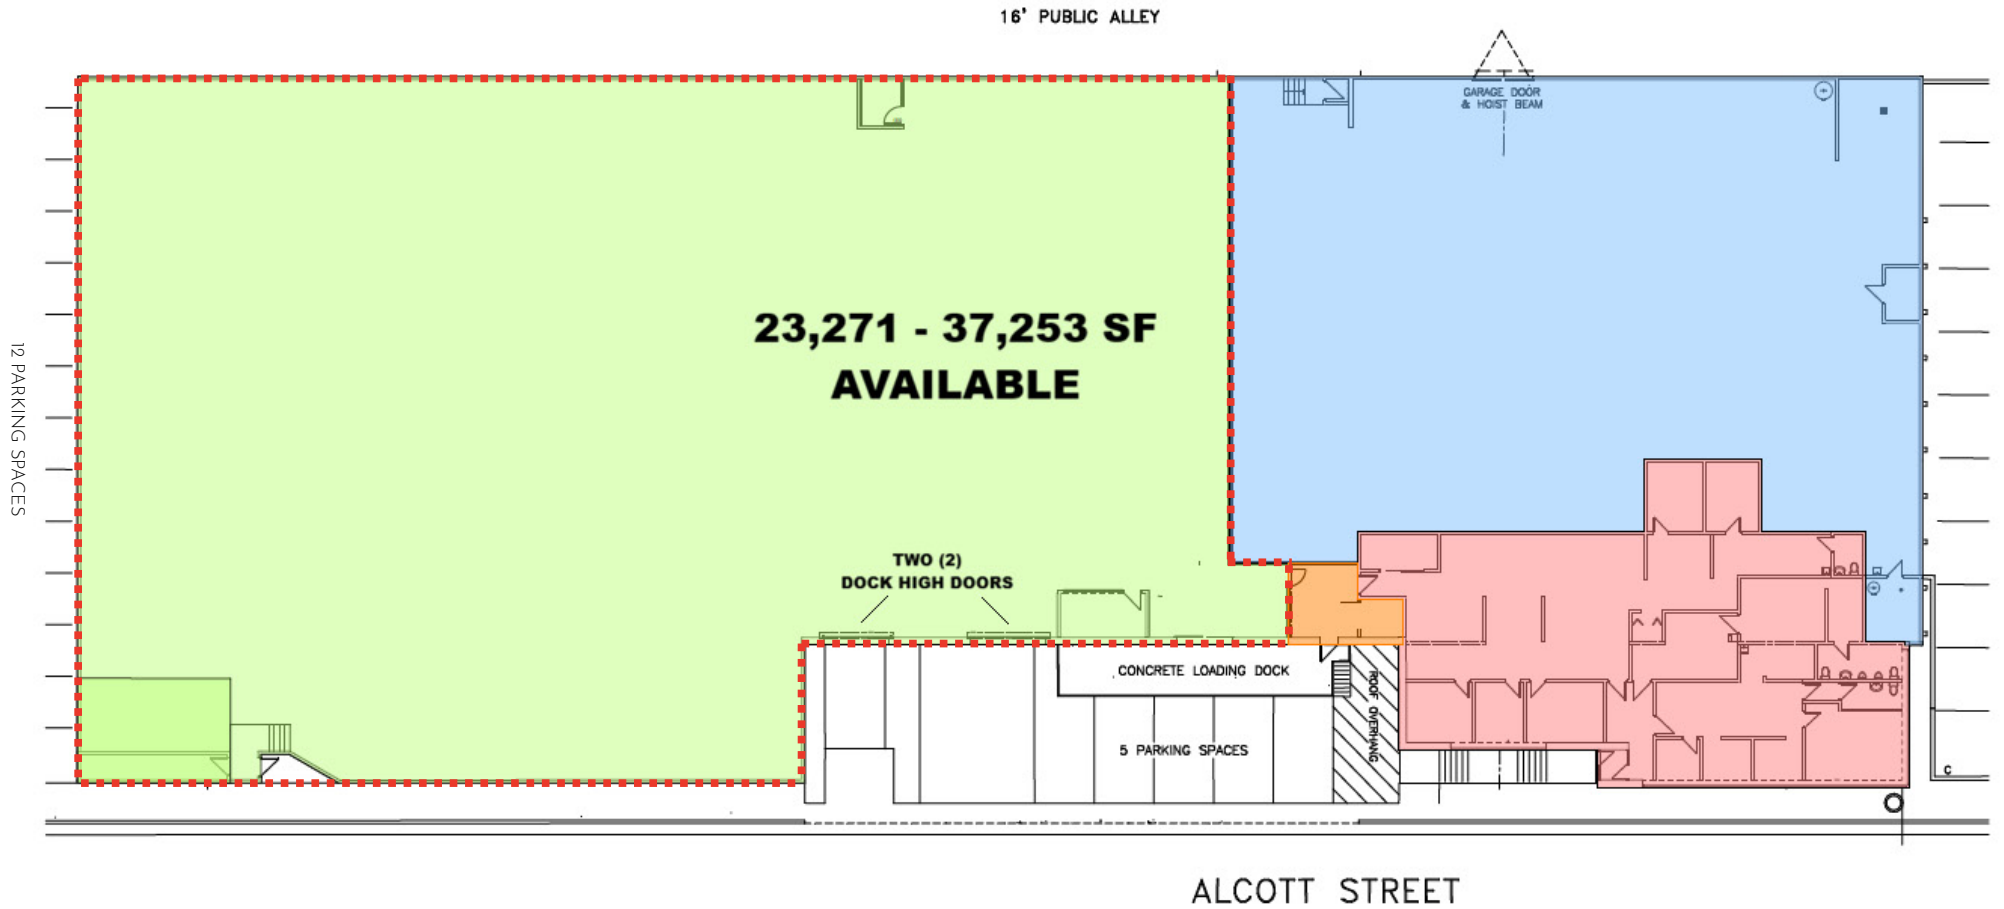 16' PUBLIC ALLEY
GARAGE DOOR
& HOIST BEAM
23,271 - 37,253 SF
AVAILABLE
12 PARKING SPACES
TWO (2)
DOCK HIGH DOORS
CONCRETE LOADING DOCK
ROOF OVERHANG
5 PARKING SPACES
C
ALCOTT STREET